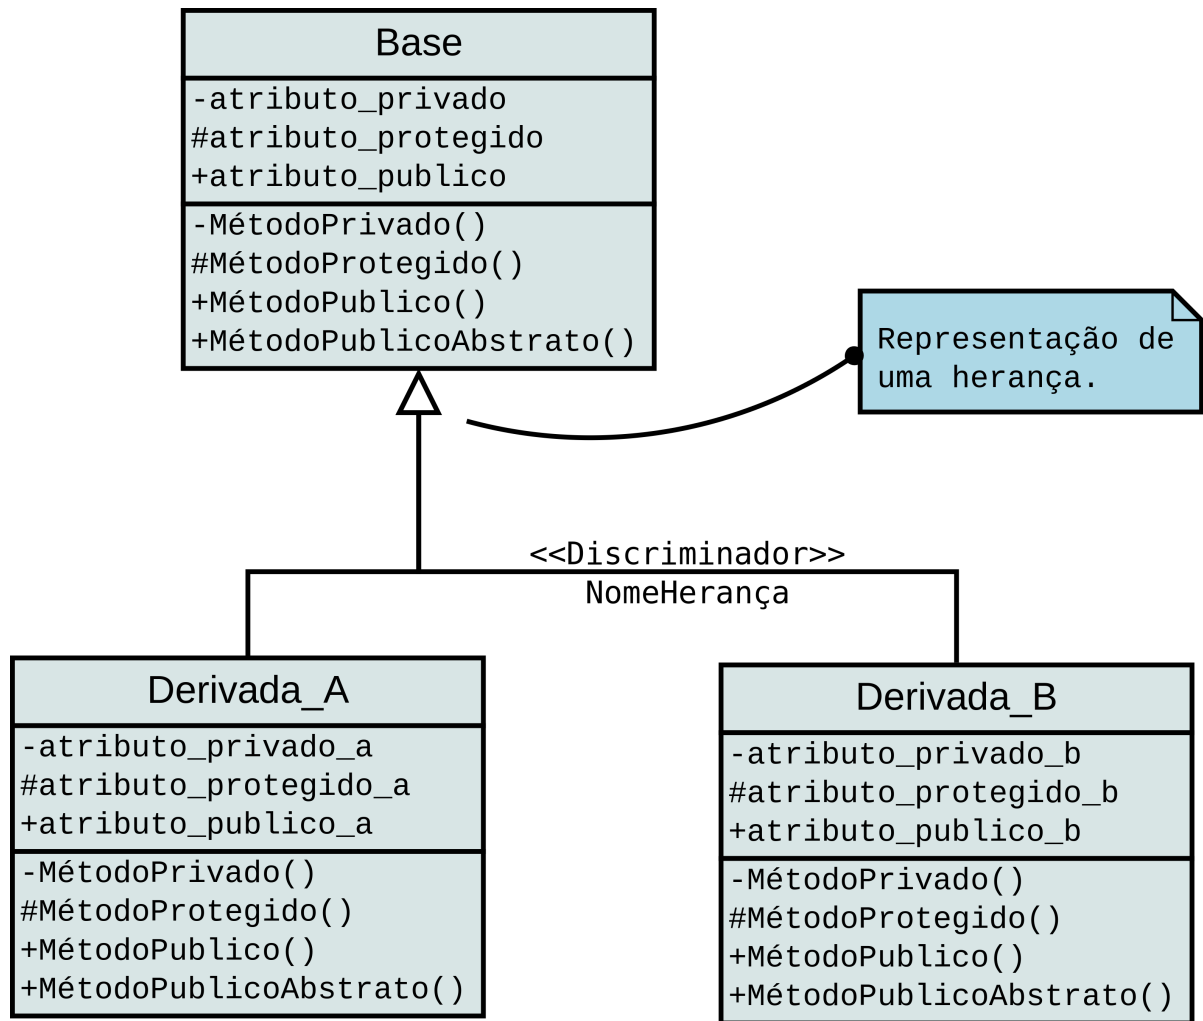 Base
-atributo_privado
#atributo_protegido
+atributo_publico
-MétodoPrivado()
#MétodoProtegido()
+MétodoPublico()
+MétodoPublicoAbstrato()
Representação de
uma herança.
<<Discriminador>>
NomeHerança
Derivada_A
-atributo_privado_a
#atributo_protegido_a
+atributo_publico_a
-MétodoPrivado()
#MétodoProtegido()
+MétodoPublico()
+MétodoPublicoAbstrato()
Derivada_B
-atributo_privado_b
#atributo_protegido_b
+atributo_publico_b
-MétodoPrivado()
#MétodoProtegido()
+MétodoPublico()
+MétodoPublicoAbstrato()